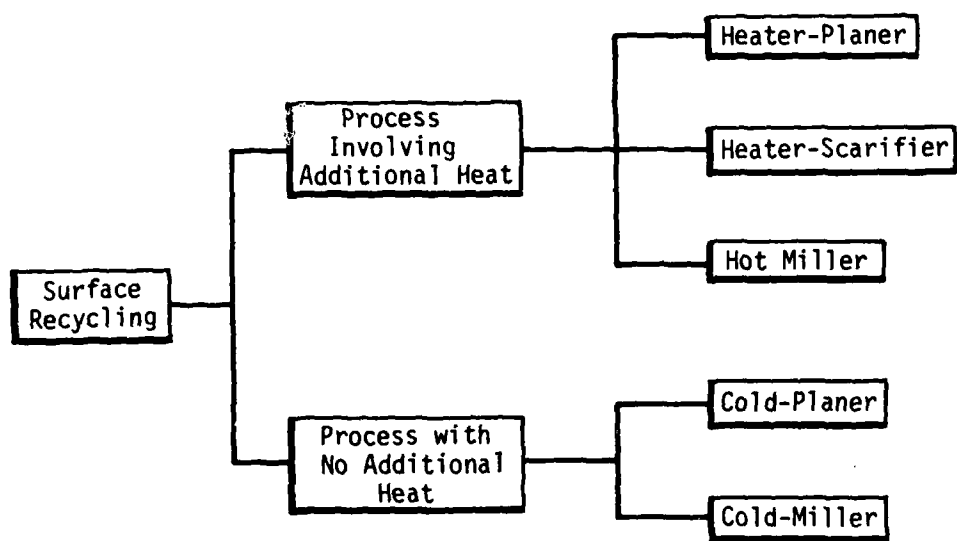 Surface
Recycling
Process
Involving
Additional Heat
Heater-Planer
Heater-Scarifier
Hot Miller
Process with
No Additional
Heat
Cold-Planer
Cold-Miller